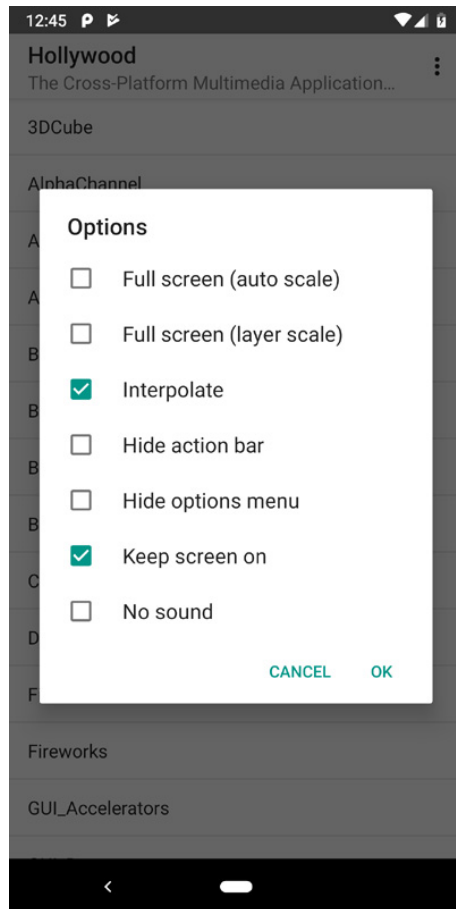 12:45
Hollywood
The Cross-Platform Multimedia Application...
3DCube
AlphaChannel
A
Options
A
Full screen (auto scale)
A
Full screen (layer scale)
B
Interpolate
B
Hide action bar
B
Hide options menu
B
Keep screen on
C
No sound
D
CANCEL OK
F
Fireworks
GUI_Accelerators